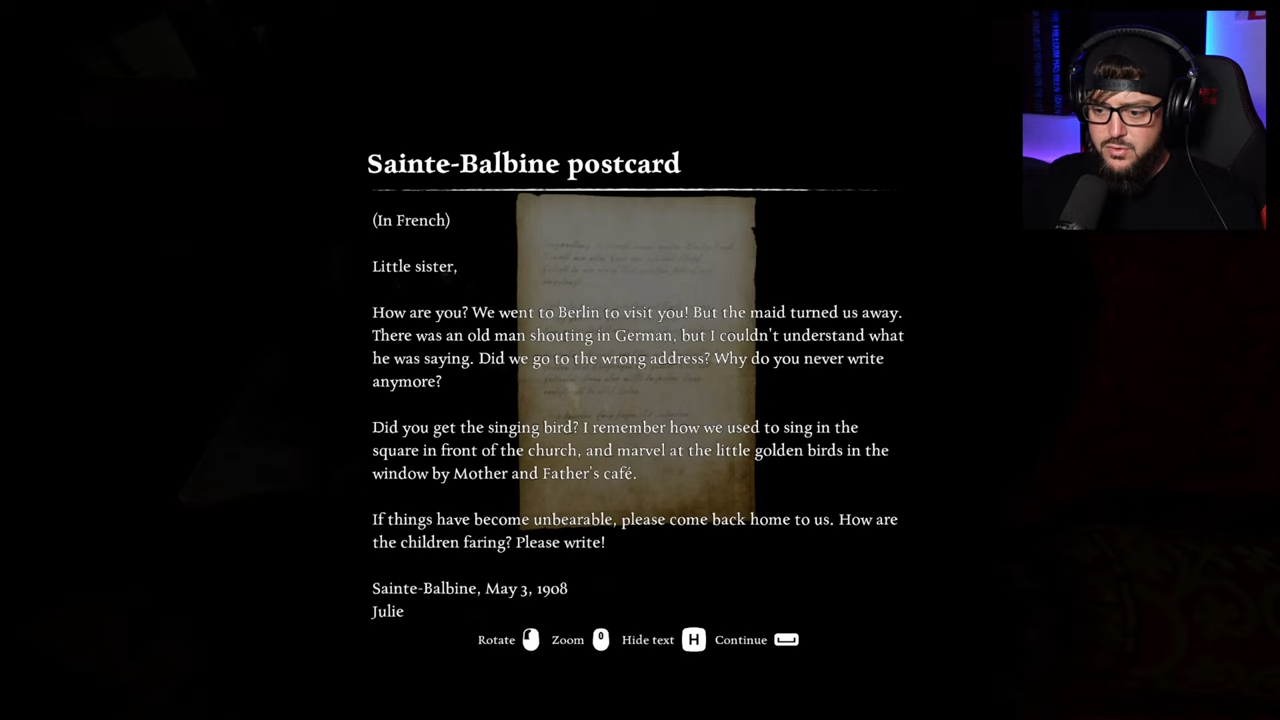 Sainte-Balbine postcard
(In French)
Little sister,
How are you? We went to Berlin to visit you! But the maid turned us away.
There was an old man shouting in German, but I couldn't understand what
he was saying. Did we go to the wrong address? Why do you never write
anymore?
Did you get the singing bird? I remember how we used to sing in the
square in front of the church, and marvel at the little golden birds in the
window by Mother and Father's café.
If things have become unbearable, please come back home to us. How are
the children faring? Please write!
Sainte-Balbine, May 3, 1908
Julie
Rotate Zoom 0 Hide text H Continue